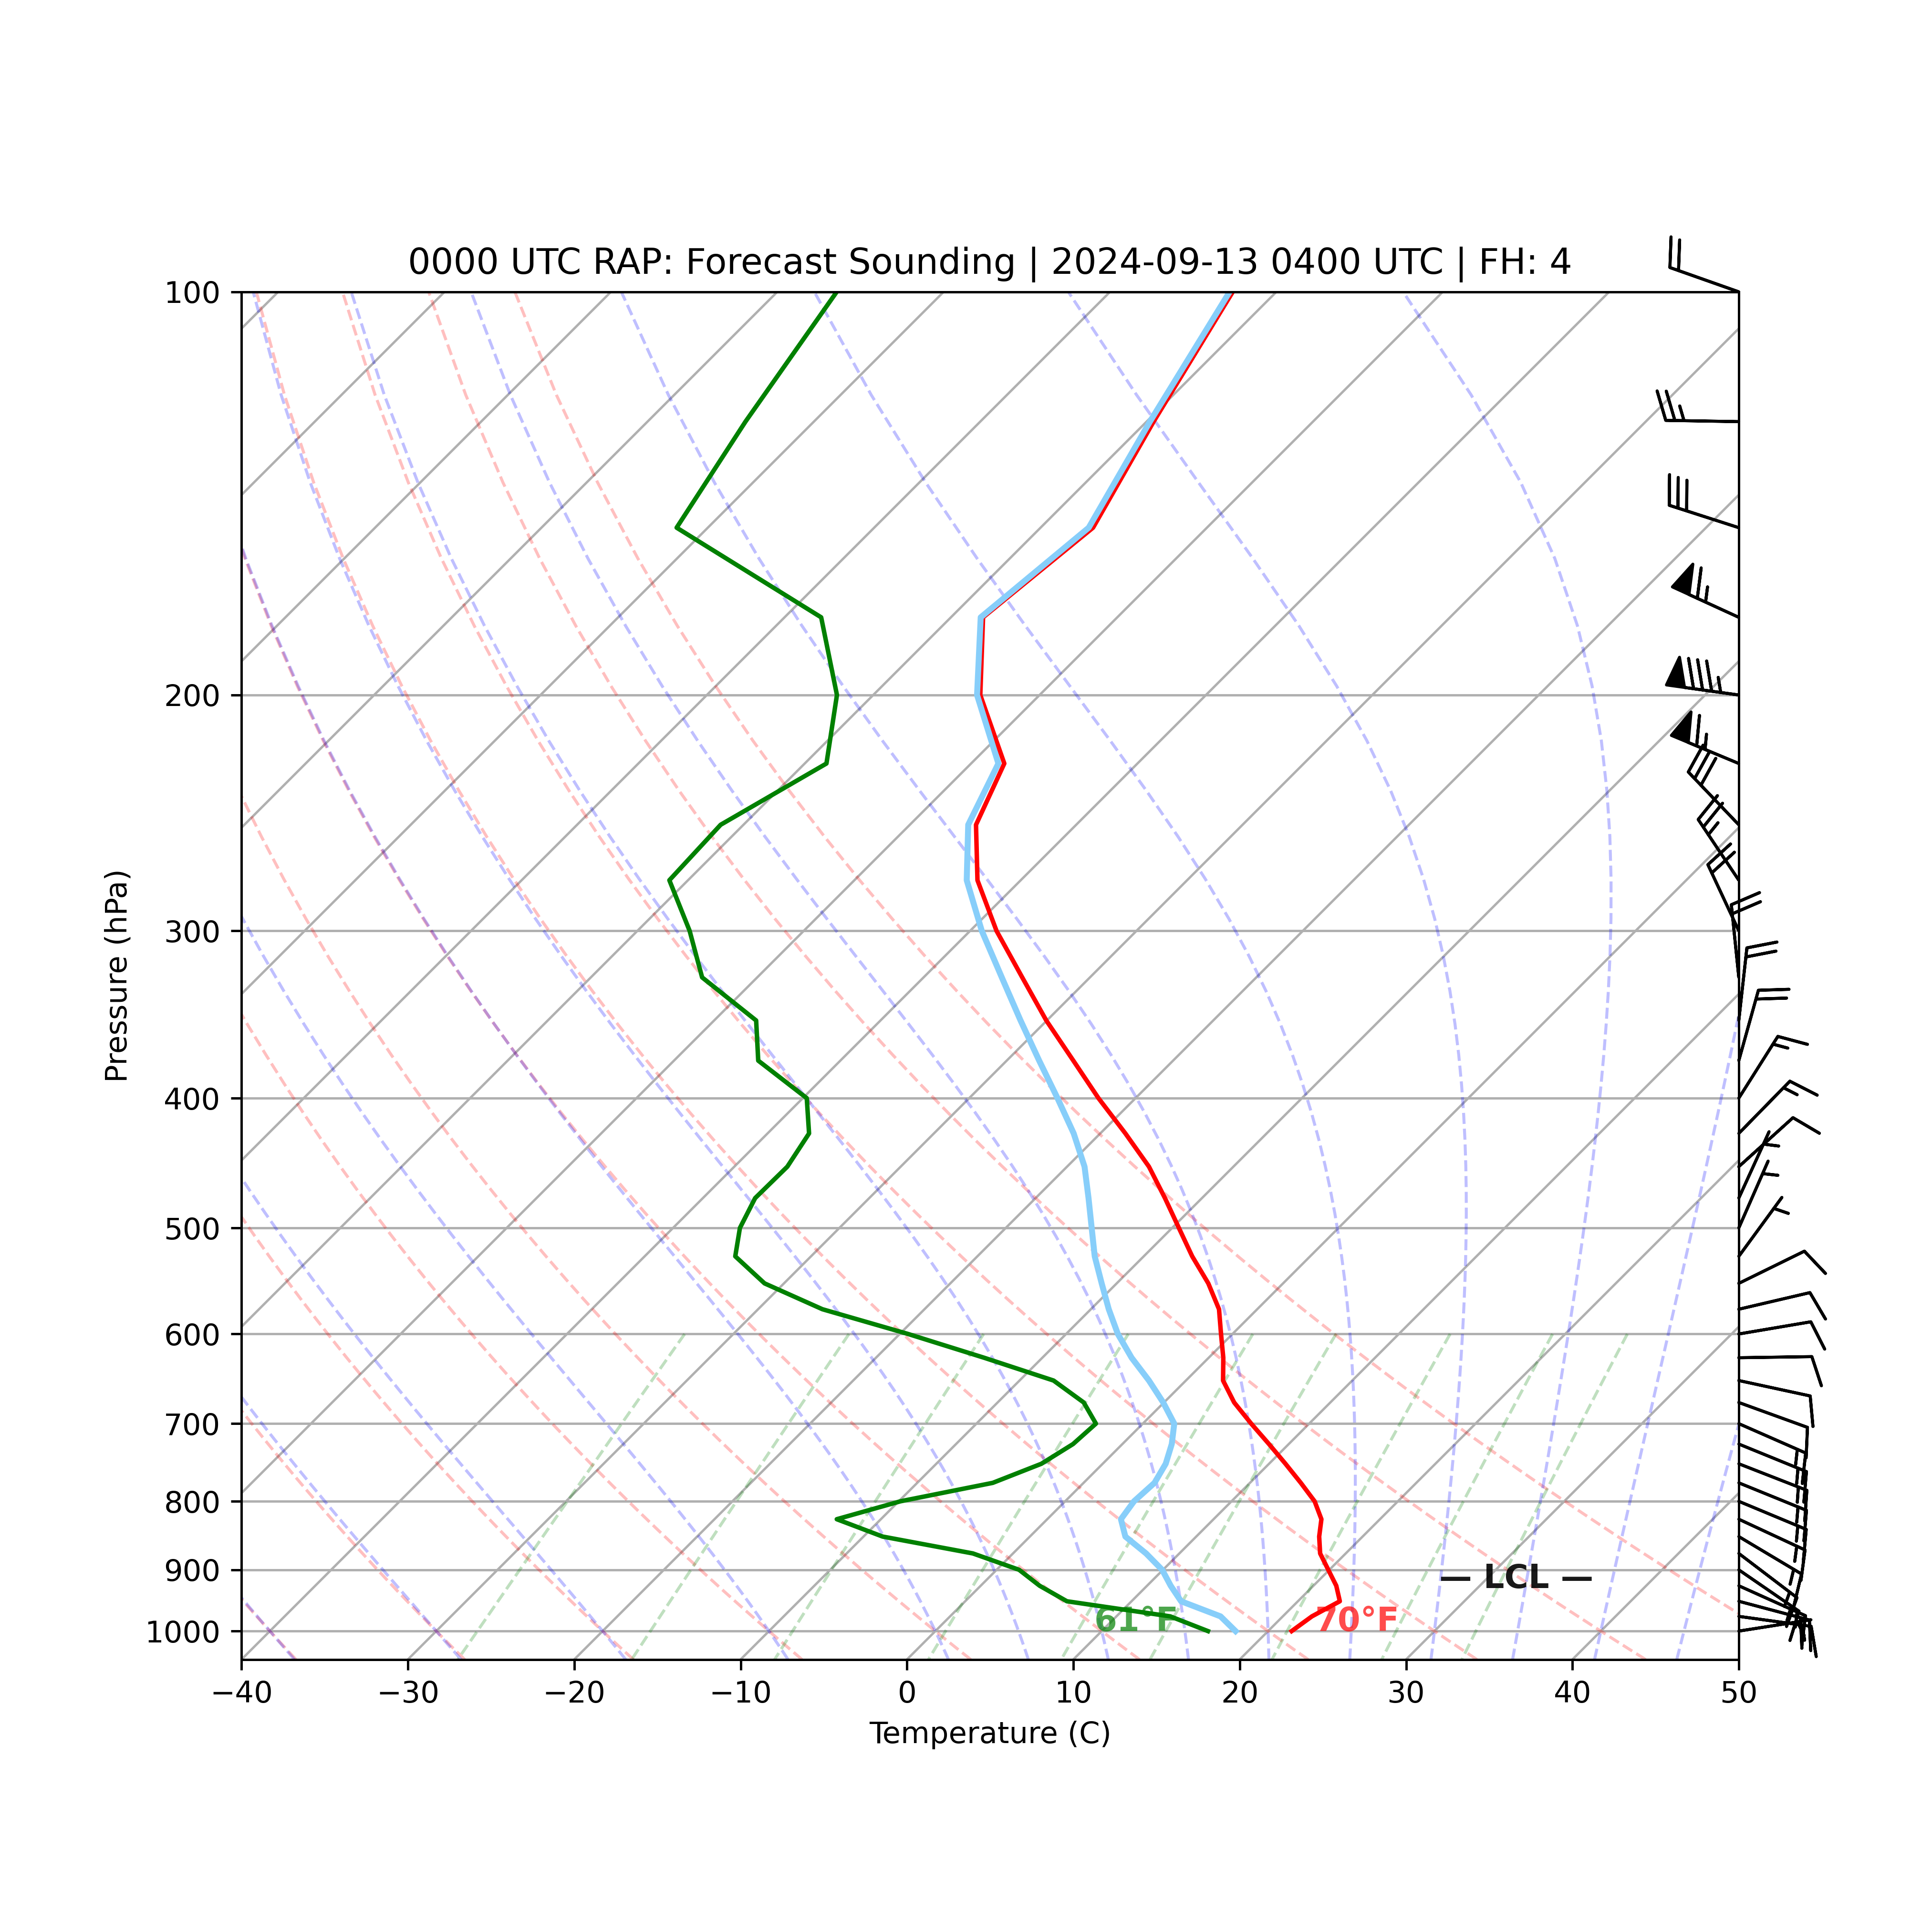 0000 UTC RAP: Forecast Sounding | 2024-09-13 0400 UTC | FH: 4
100
200
300
400
500
600
700
800
900
1000
Pressure (hPa)
— LCL —
61°F
70°F
−40 −30 −20 −10 0 10 20 30 40 50
Temperature (C)